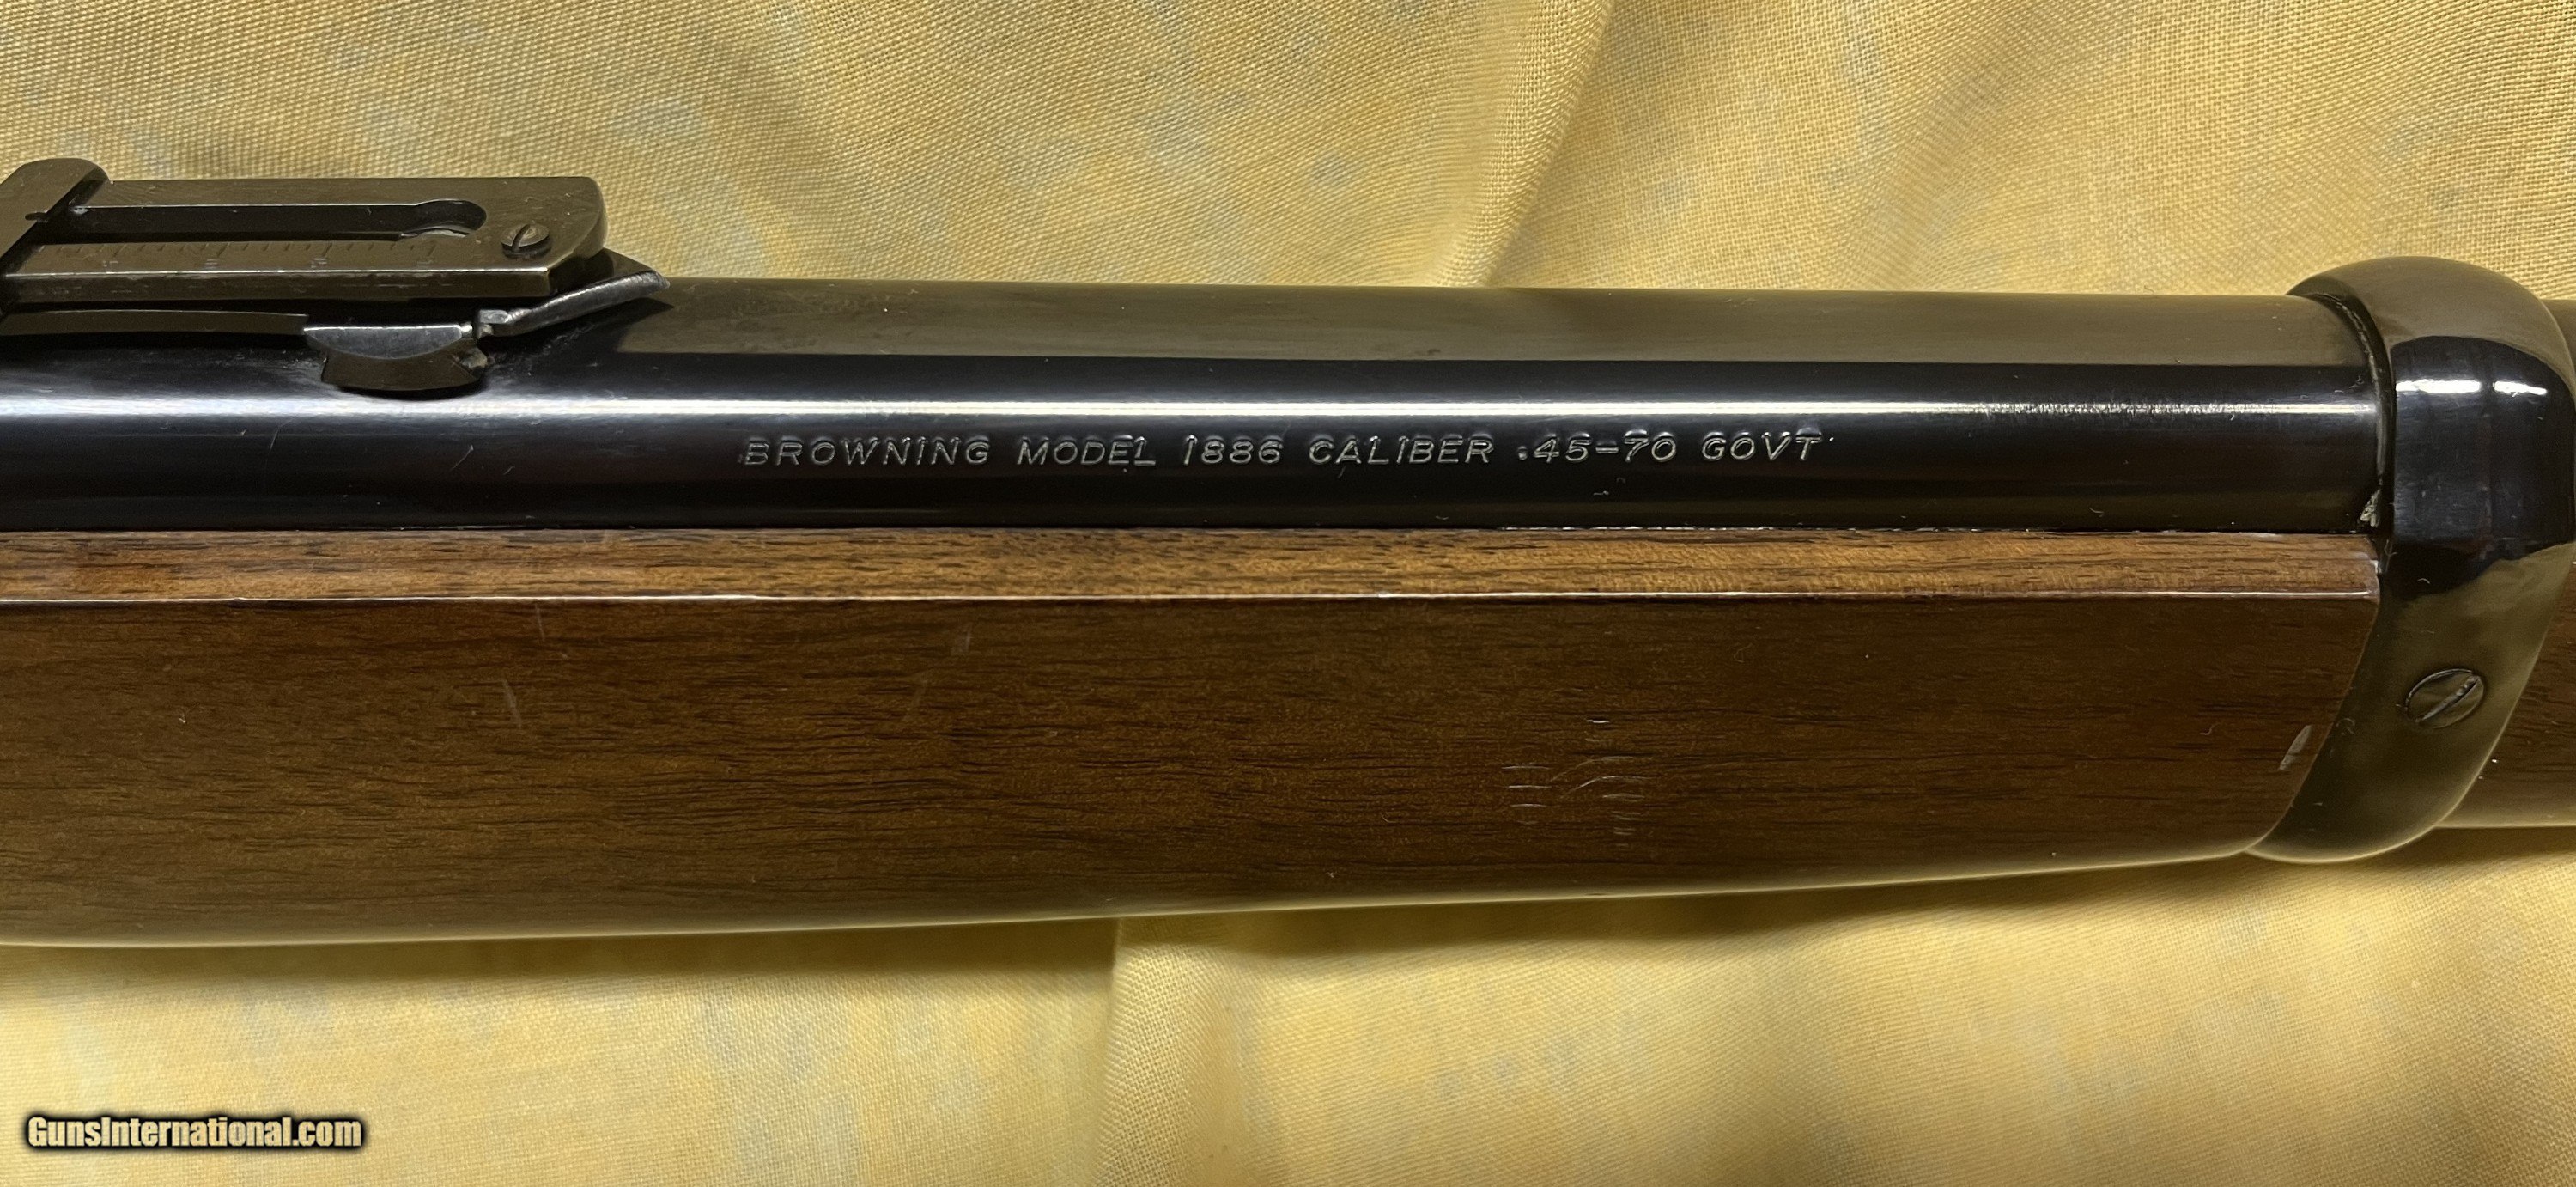 BROWNING MODEL 1886 CALIBER .45-70 GOVT
GunsInternational.com